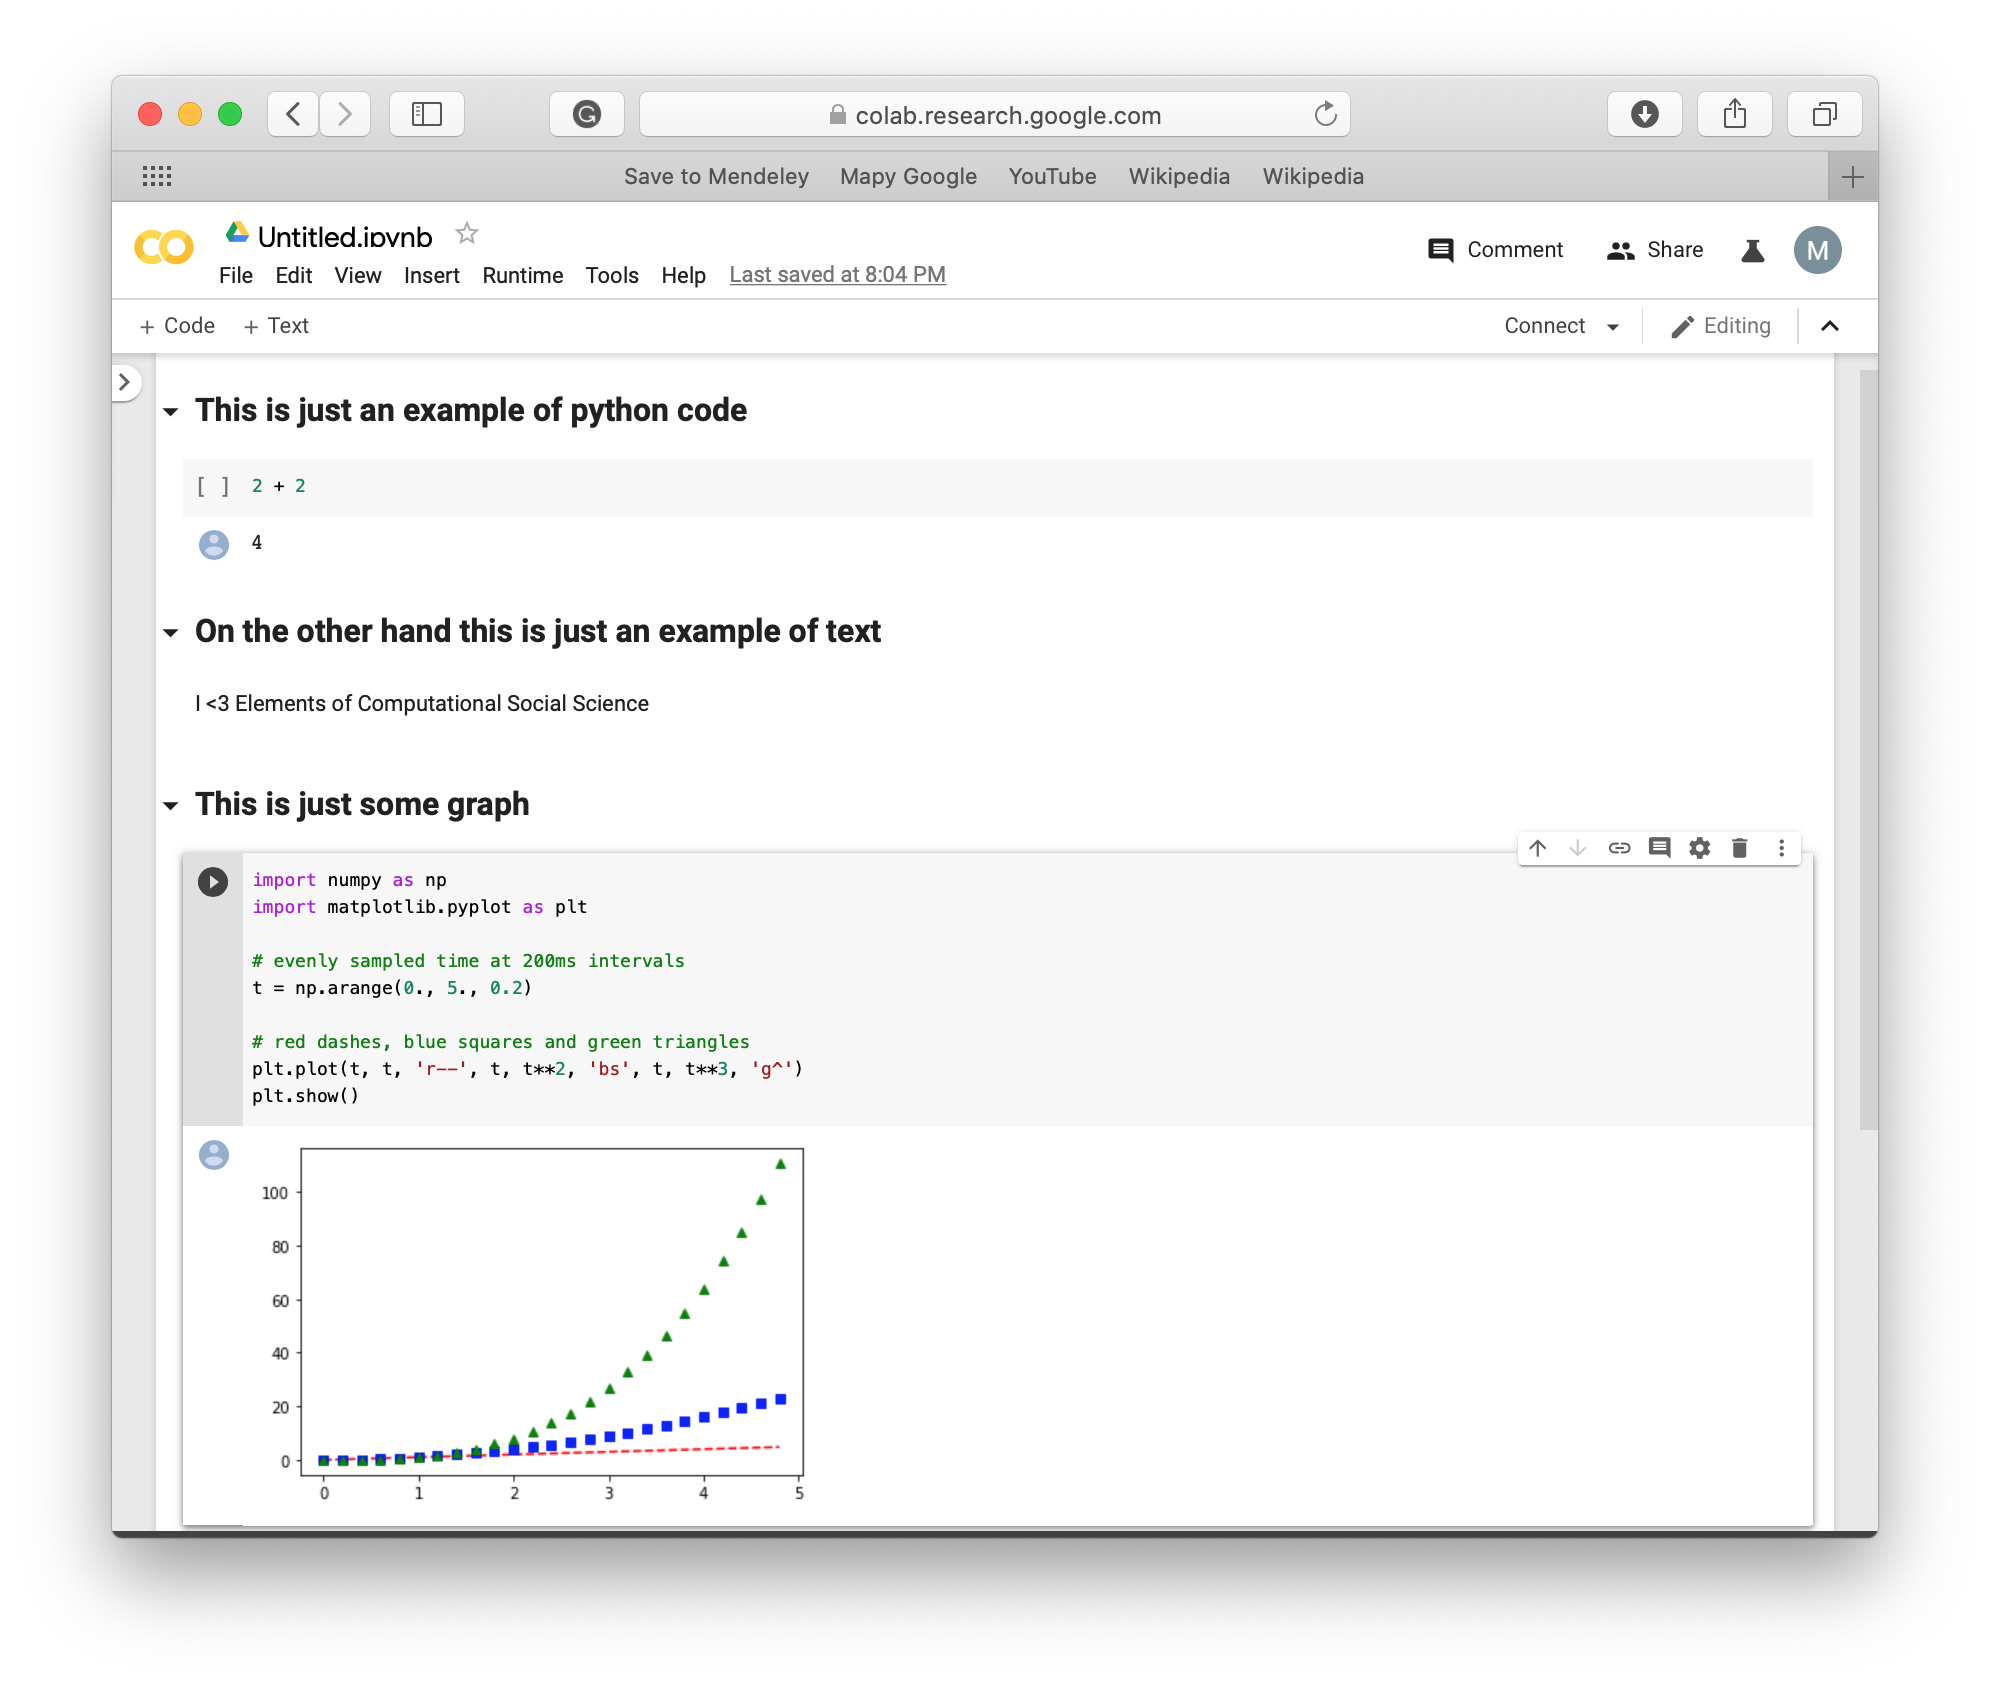 colab.research.google.com
Save to Mendeley Mapy Google YouTube Wikipedia Wikipedia
Untitled.ipynb
Comment Share M
File Edit View Insert Runtime Tools Help Last saved at 8:04 PM
+ Code + Text Connect Editing
This is just an example of python code
[ ] 2 + 2
4
On the other hand this is just an example of text
I <3 Elements of Computational Social Science
This is just some graph
import numpy as np
import matplotlib.pyplot as plt
# evenly sampled time at 200ms intervals
t = np.arange(0., 5., 0.2)
# red dashes, blue squares and green triangles
plt.plot(t, t, 'r--', t, t**2, 'bs', t, t**3, 'g^')
plt.show()
100
80
60
40
20
0
0 1 2 3 4 5